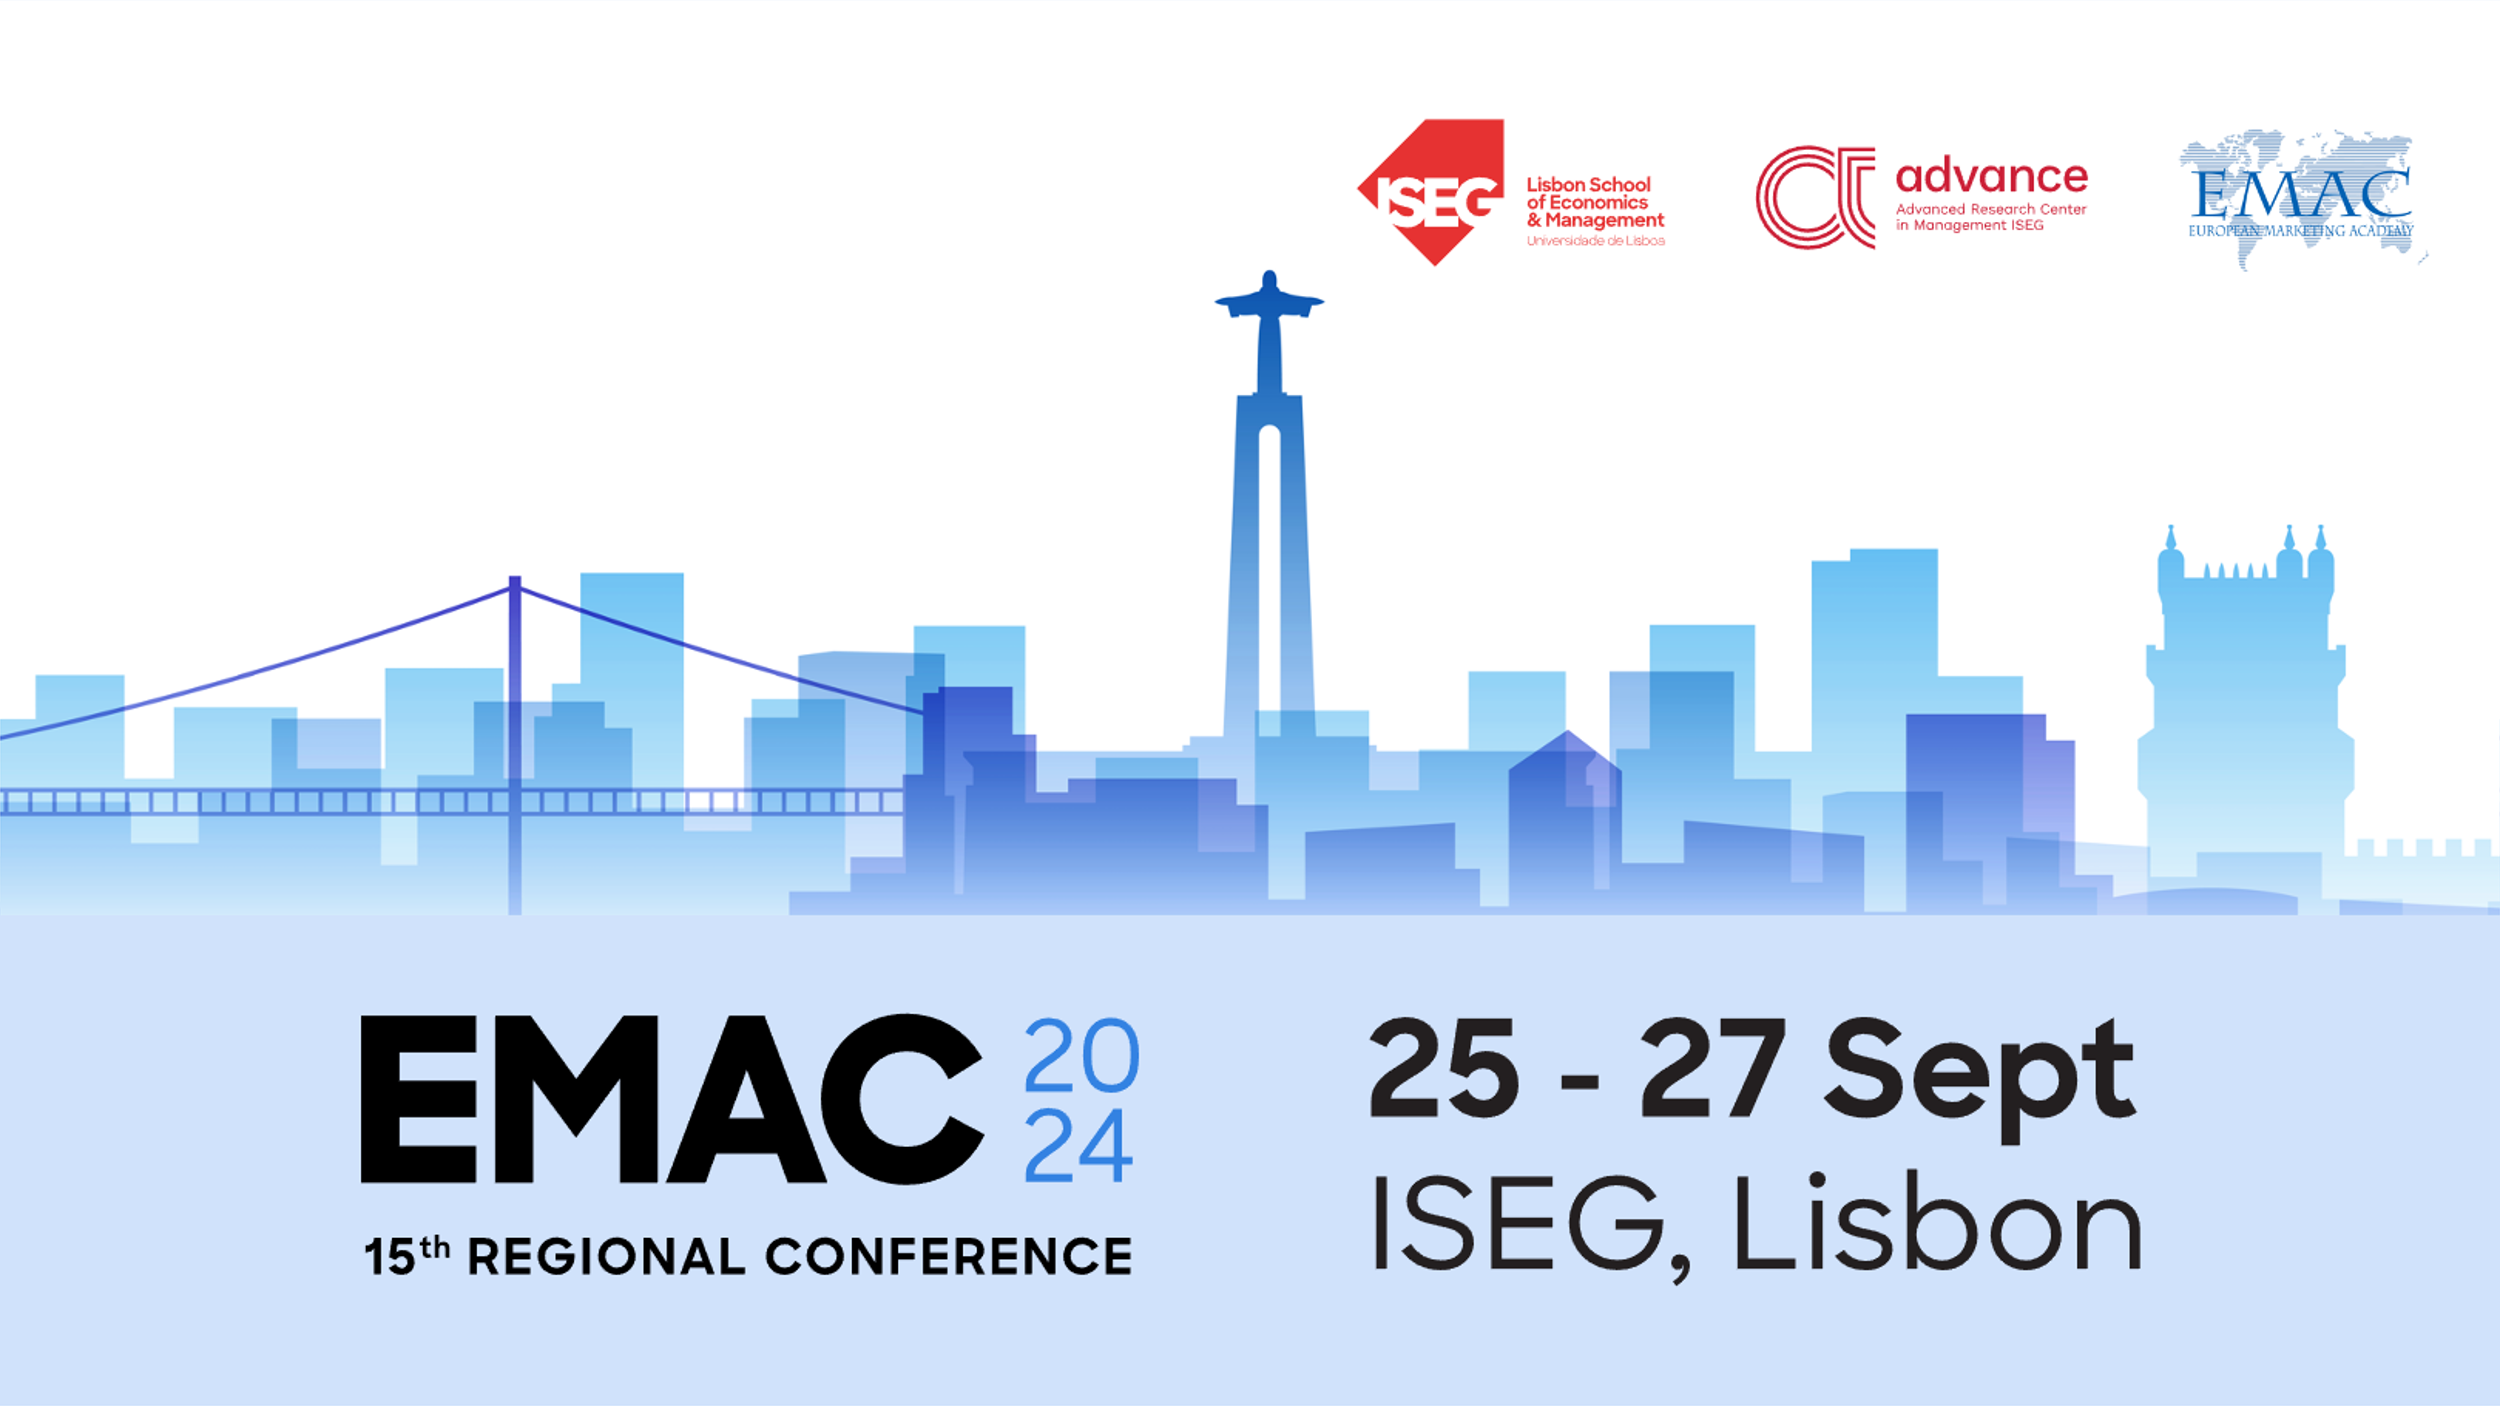 ISEG
Lisbon School
of Economics
& Management
Universidade de Lisboa
advance
Advanced Research Center
in Management ISEG
EMAC
EUROPEAN MARKETING ACADEMY
EMAC
20
24
15th REGIONAL CONFERENCE
25 - 27 Sept
ISEG, Lisbon